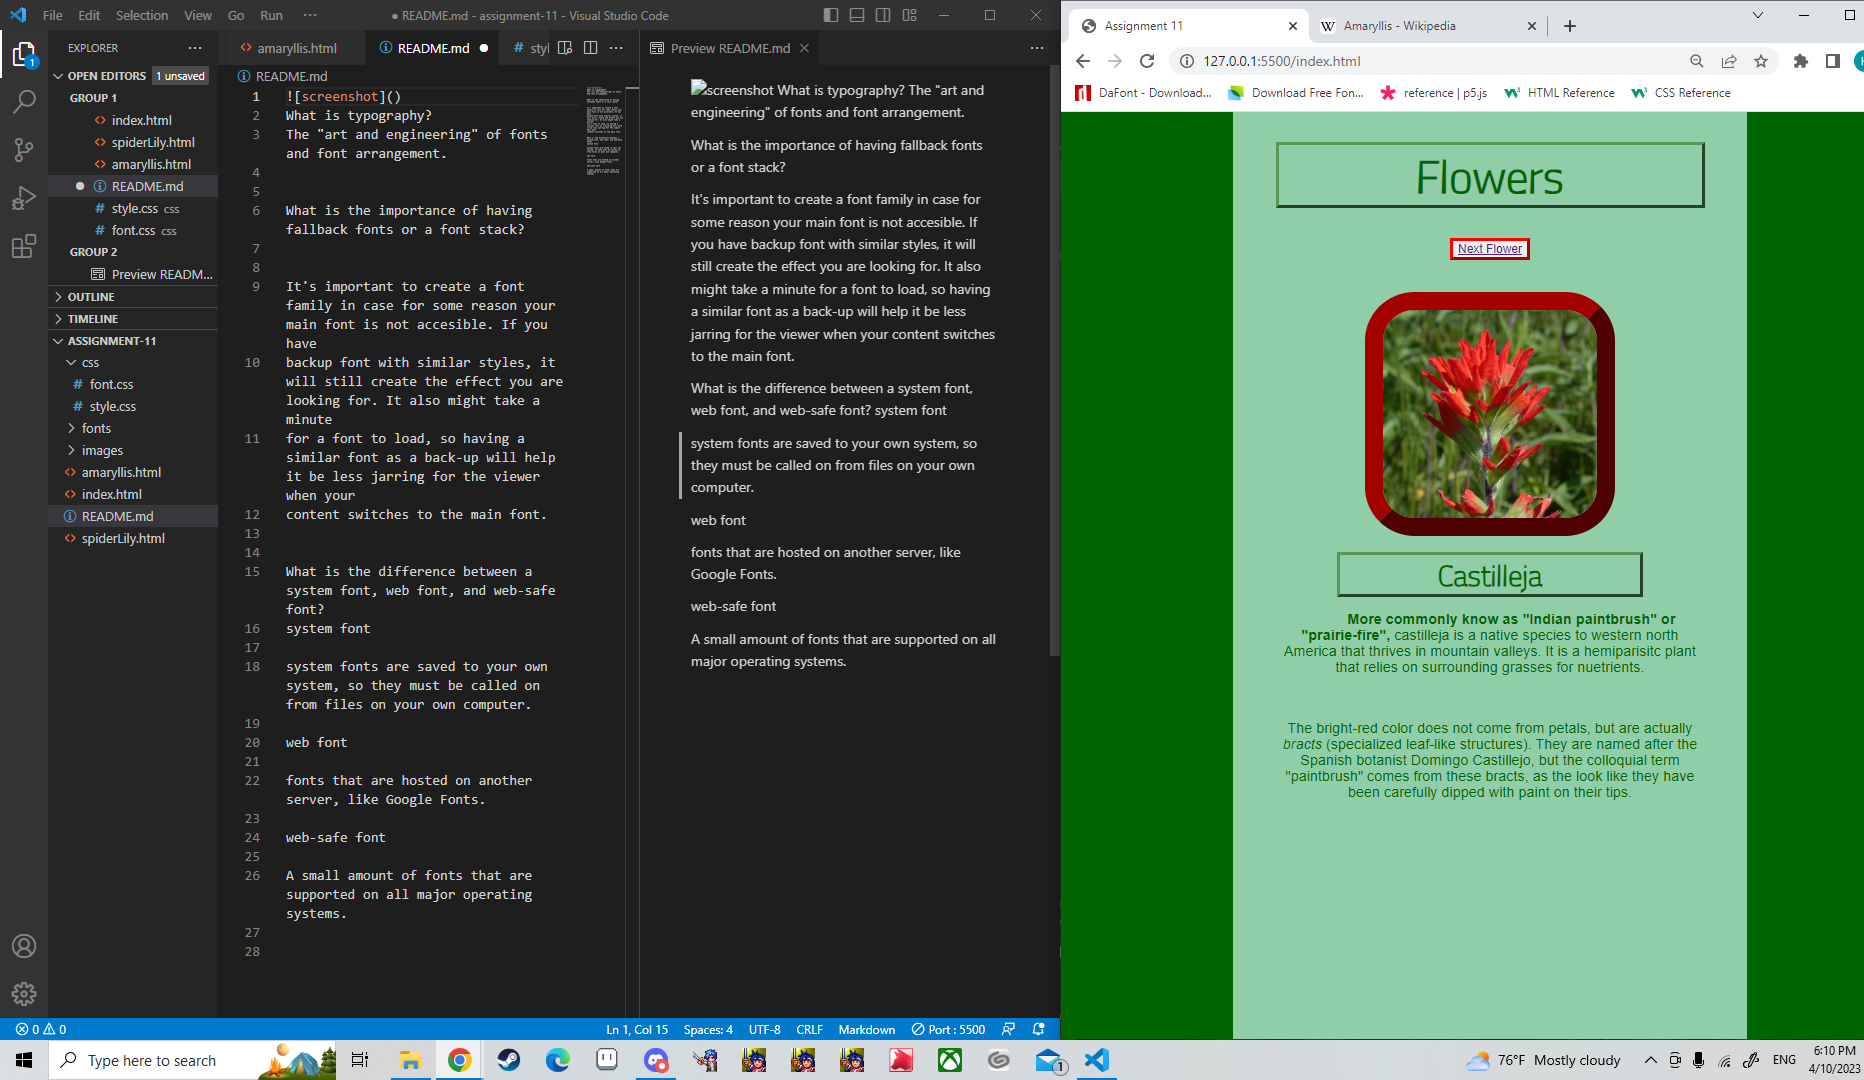 File Edit Selection View Go Run ··· ● README.md - assignment-11 - Visual Studio Code
EXPLORER
OPEN EDITORS 1 unsaved
GROUP 1
index.html
spiderLily.html
amaryllis.html
README.md
style.css css
font.css css
GROUP 2
Preview READM...
OUTLINE
TIMELINE
ASSIGNMENT-11
css
font.css
style.css
fonts
images
amaryllis.html
index.html
README.md
spiderLily.html
amaryllis.html README.md ● styl
README.md
1 ![screenshot]()
2 What is typography?
3 The "art and engineering" of fonts
and font arrangement.
4
5
6 What is the importance of having
fallback fonts or a font stack?
7
8
9 It's important to create a font
family in case for some reason your
main font is not accesible. If you
have
10 backup font with similar styles, it
will still create the effect you are
looking for. It also might take a
minute
11 for a font to load, so having a
similar font as a back-up will help
it be less jarring for the viewer
when your
12 content switches to the main font.
13
14
15 What is the difference between a
system font, web font, and web-safe
font?
16 system font
17
18 system fonts are saved to your own
system, so they must be called on
from files on your own computer.
19
20 web font
21
22 fonts that are hosted on another
server, like Google Fonts.
23
24 web-safe font
25
26 A small amount of fonts that are
supported on all major operating
systems.
27
28
Preview README.md
screenshot What is typography? The "art and
engineering" of fonts and font arrangement.
What is the importance of having fallback fonts
or a font stack?
It's important to create a font family in case for
some reason your main font is not accesible. If
you have backup font with similar styles, it will
still create the effect you are looking for. It also
might take a minute for a font to load, so having
a similar font as a back-up will help it be less
jarring for the viewer when your content switches
to the main font.
What is the difference between a system font,
web font, and web-safe font? system font
system fonts are saved to your own system, so
they must be called on from files on your own
computer.
web font
fonts that are hosted on another server, like
Google Fonts.
web-safe font
A small amount of fonts that are supported on all
major operating systems.
1
0 0 Ln 1, Col 15 Spaces: 4 UTF-8 CRLF Markdown Port : 5500
Assignment 11 Amaryllis - Wikipedia
127.0.0.1:5500/index.html
DaFont - Download... Download Free Fon... reference | p5.js HTML Reference CSS Reference
Flowers
Next Flower
Castilleja
More commonly know as "Indian paintbrush" or
"prairie-fire", castilleja is a native species to western north
America that thrives in mountain valleys. It is a hemiparisitc plant
that relies on surrounding grasses for nuetrients.
The bright-red color does not come from petals, but are actually
bracts (specialized leaf-like structures). They are named after the
Spanish botanist Domingo Castillejo, but the colloquial term
"paintbrush" comes from these bracts, as the look like they have
been carefully dipped with paint on their tips.
Type here to search 1 76°F Mostly cloudy ENG 6:10 PM
4/10/2023